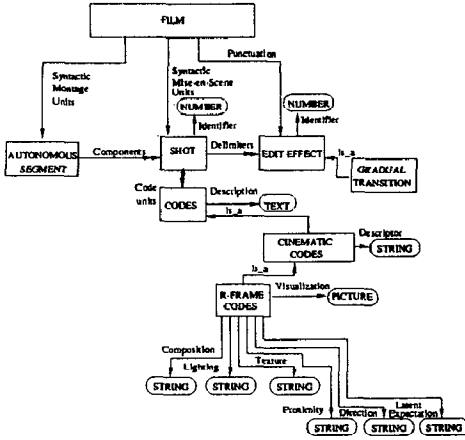 FILM
Punctuation
Syntactic
Montage
Units
Syntactic
Mise-en-Scene
Units
NUMBER
NUMBER
Identifier
Identifier
AUTONOMOUS
SEGMENT
Components
SHOT
Delimiters
EDIT EFFECT
Is_a
GRADUAL
TRANSITION
Code
units
CODES
Description
TEXT
Is_a
CINEMATIC
CODES
Descriptor
STRING
Is_a
R-FRAME
CODES
Visualization
PICTURE
Composition
Lighting
Texture
STRING
STRING
STRING
Proximity
Direction
Latent
Expectation
STRING
STRING
STRING